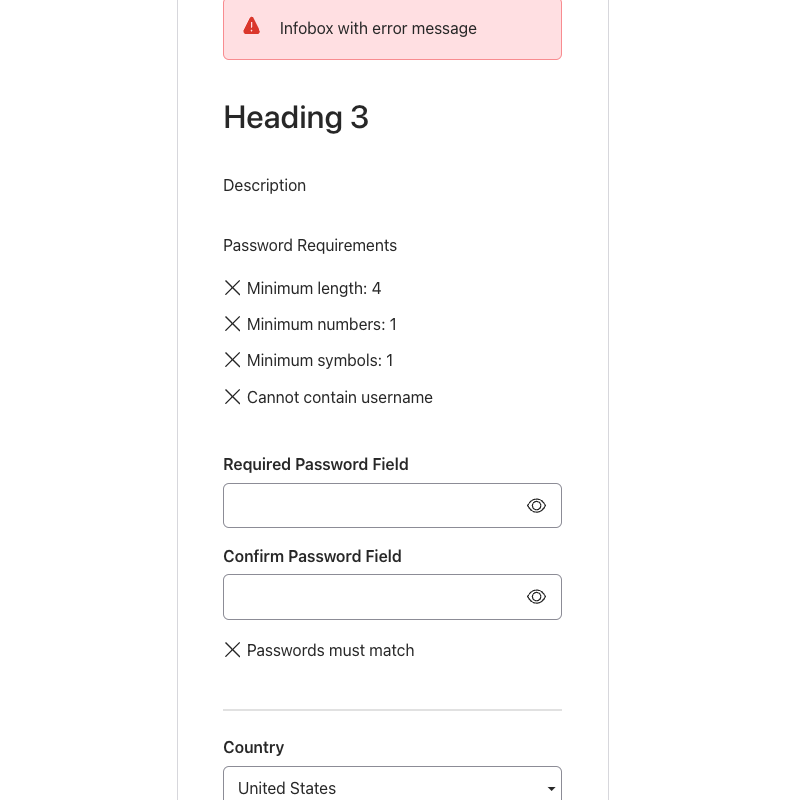 Infobox with error message
Heading 3
Description
Password Requirements
Minimum length: 4
Minimum numbers: 1
Minimum symbols: 1
Cannot contain username
Required Password Field
Confirm Password Field
Passwords must match
Country
United States